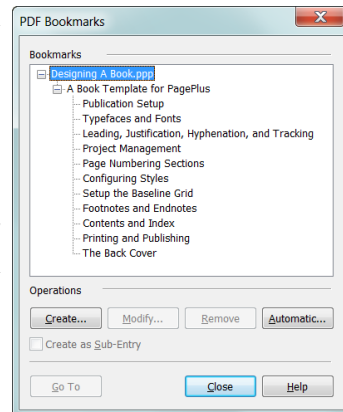 PDF Bookmarks
Bookmarks
Designing A Book.ppp
A Book Template for PagePlus
Publication Setup
Typefaces and Fonts
Leading, Justification, Hyphenation, and Tracking
Project Management
Page Numbering Sections
Configuring Styles
Setup the Baseline Grid
Footnotes and Endnotes
Contents and Index
Printing and Publishing
The Back Cover
Operations
Create... Modify... Remove Automatic...
Create as Sub-Entry
Go To Close Help